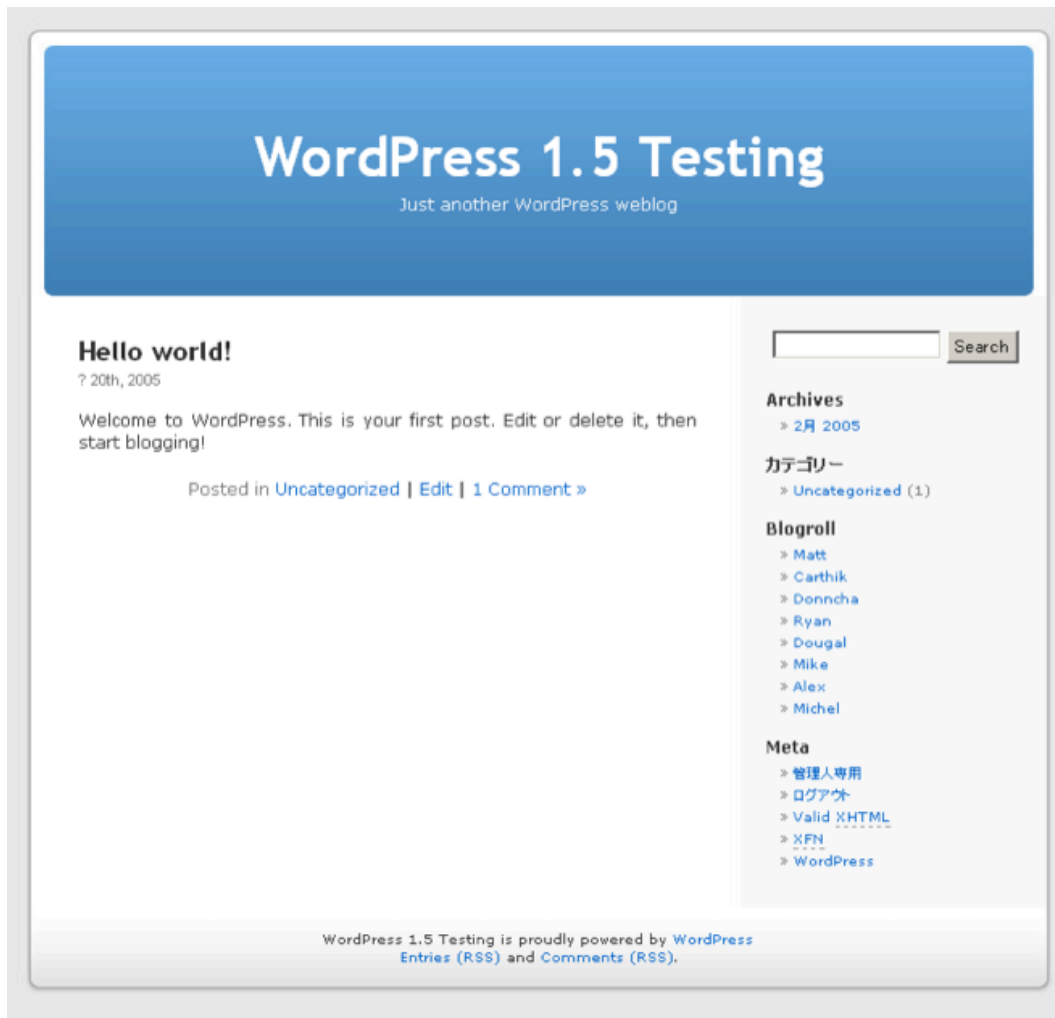 WordPress 1.5 Testing
Just another WordPress weblog
Hello world!
? 20th, 2005
Welcome to WordPress. This is your first post. Edit or delete it, then
start blogging!
Posted in Uncategorized | Edit | 1 Comment »
Search
Archives
» 2月 2005
カテゴリー
» Uncategorized (1)
Blogroll
» Matt
» Carthik
» Donncha
» Ryan
» Dougal
» Mike
» Alex
» Michel
Meta
» 管理人専用
» ログアウト
» Valid XHTML
» XFN
» WordPress
WordPress 1.5 Testing is proudly powered by WordPress
Entries (RSS) and Comments (RSS).